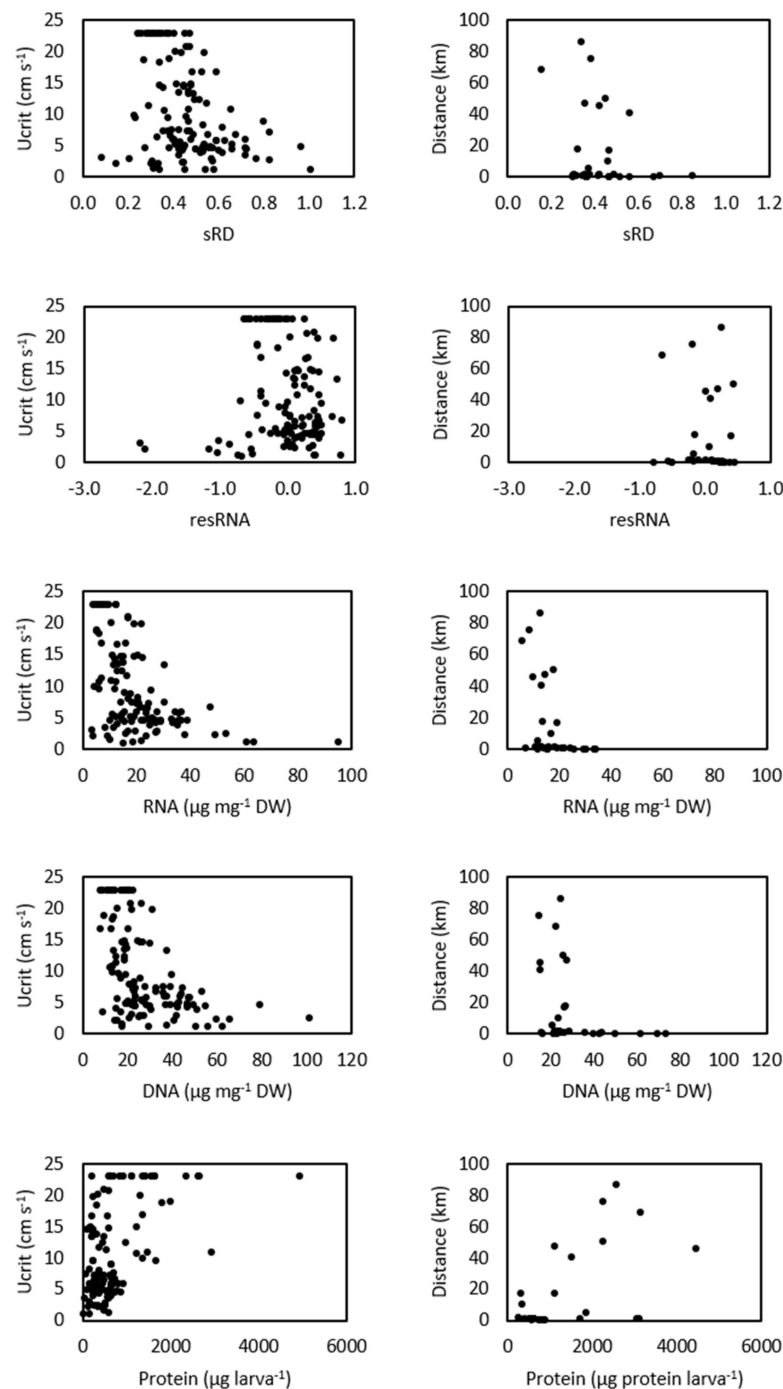 25
20
15
10
5
0
Ucrit (cm s⁻¹)
0.0 0.2 0.4 0.6 0.8 1.0 1.2
sRD
100
80
60
40
20
0
Distance (km)
0.0 0.2 0.4 0.6 0.8 1.0 1.2
sRD
25
20
15
10
5
0
Ucrit (cm s⁻¹)
-3.0 -2.0 -1.0 0.0 1.0
resRNA
100
80
60
40
20
0
Distance (km)
-3.0 -2.0 -1.0 0.0 1.0
resRNA
25
20
15
10
5
0
Ucrit (cm s⁻¹)
0 20 40 60 80 100
RNA (µg mg⁻¹ DW)
100
80
60
40
20
0
Distance (km)
0 20 40 60 80 100
RNA (µg mg⁻¹ DW)
25
20
15
10
5
0
Ucrit (cm s⁻¹)
0 20 40 60 80 100 120
DNA (µg mg⁻¹ DW)
100
80
60
40
20
0
Distance (km)
0 20 40 60 80 100 120
DNA (µg mg⁻¹ DW)
25
20
15
10
5
0
Ucrit (cm s⁻¹)
0 2000 4000 6000
Protein (µg larva⁻¹)
100
80
60
40
20
0
Distance (km)
0 2000 4000 6000
Protein (µg protein larva⁻¹)